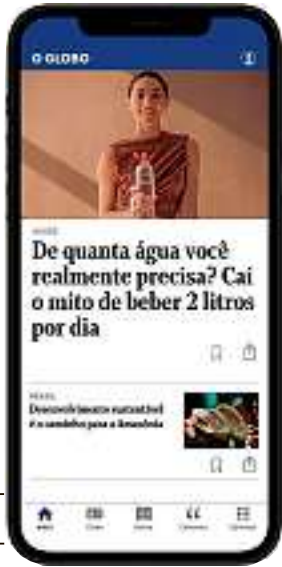 O GLOBO
De quanta água você
realmente precisa? Cai
o mito de beber 2 litros
por dia
BRASIL
Desenvolvimento sustentável
é o caminho para a Amazônia